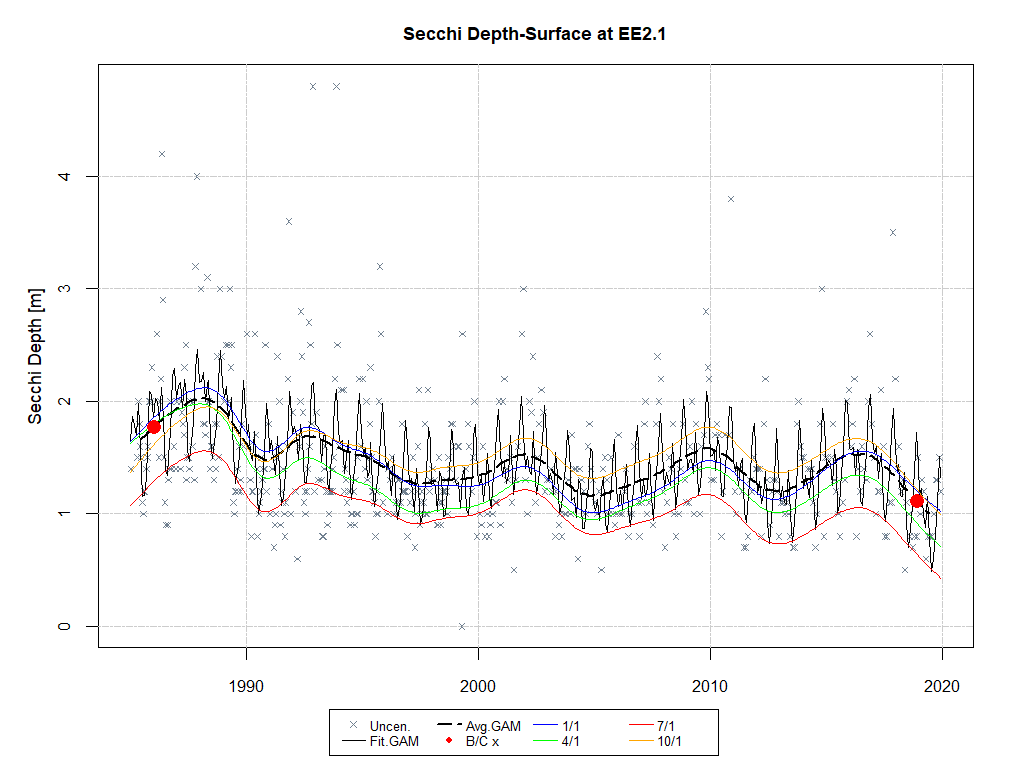 Secchi Depth-Surface at EE2.1
Secchi Depth [m]
4
3
2
1
0
1990 2000 2010 2020
Uncen. Avg.GAM 1/1 7/1
Fit.GAM B/C x 4/1 10/1